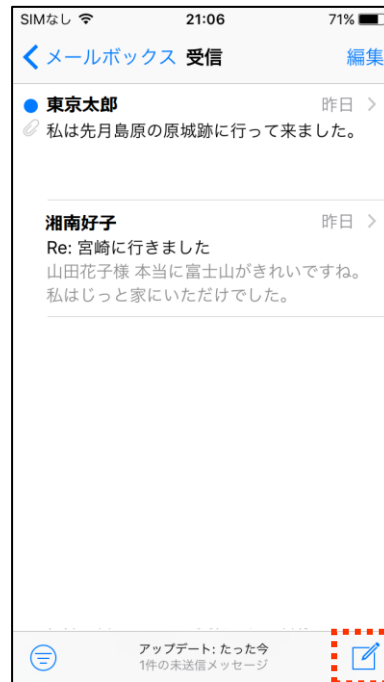 SIMなし 21:06 71%
メールボックス 受信 編集
東京太郎 昨日
私は先月島原の原城跡に行って来ました。
湘南好子 昨日
Re: 宮崎に行きました
山田花子様 本当に富士山がきれいですね。
私はじっと家にいただけでした。
アップデート: たった今
1件の未送信メッセージ